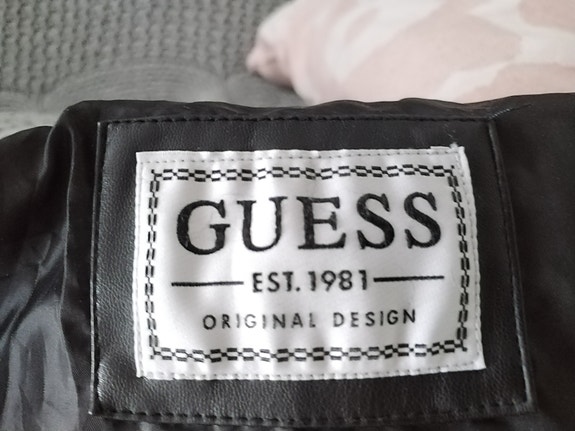 GUESS
EST. 1981
ORIGINAL DESIGN